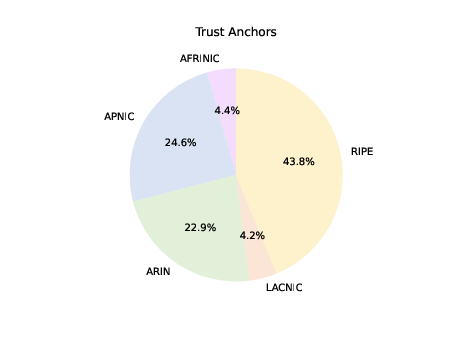 Trust Anchors
AFRINIC
4.4%
APNIC
24.6%
RIPE
43.8%
22.9%
ARIN
4.2%
LACNIC